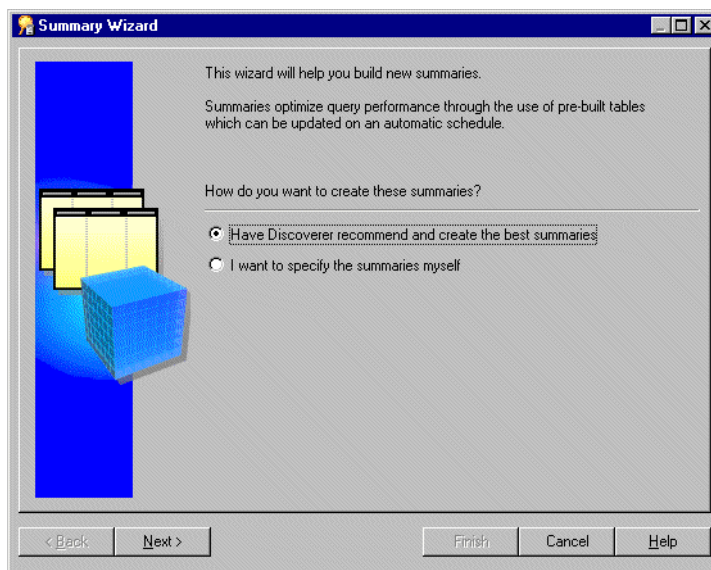 Summary Wizard
This wizard will help you build new summaries.
Summaries optimize query performance through the use of pre-built tables
which can be updated on an automatic schedule.
How do you want to create these summaries?
Have Discoverer recommend and create the best summaries
I want to specify the summaries myself
< Back Next > Finish Cancel Help